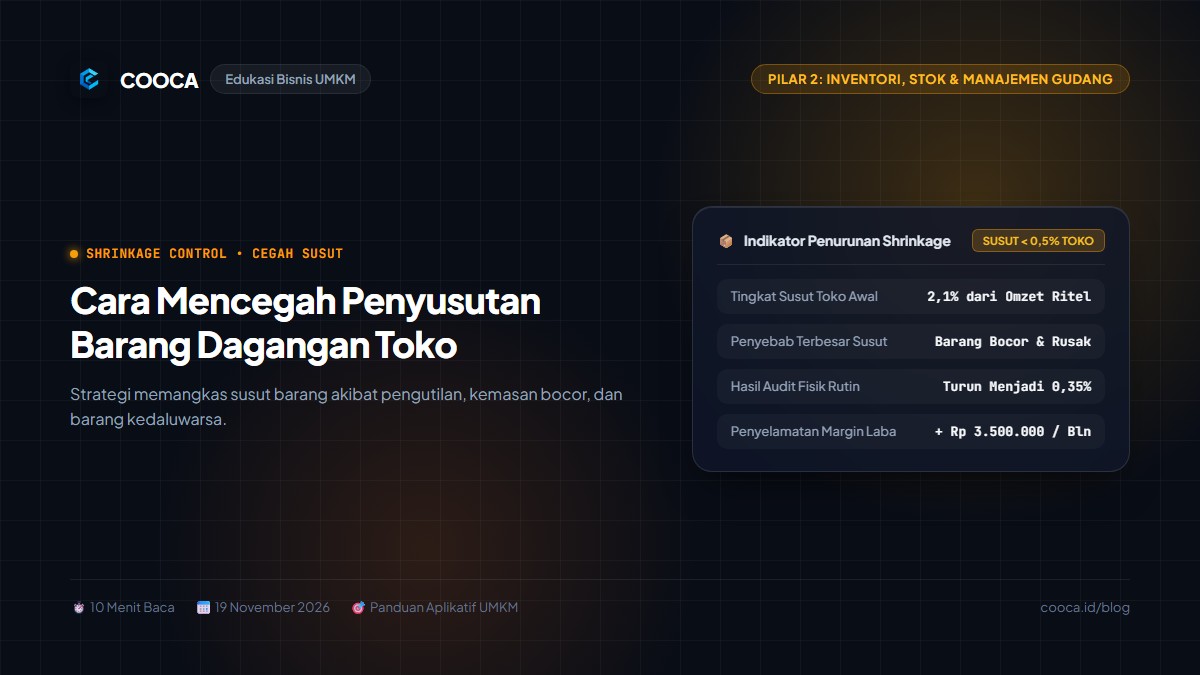 COOCA
Edukasi Bisnis UMKM
PILAR 2: INVENTORI, STOK & MANAJEMEN GUDANG
SHRINKAGE CONTROL • CEGAH SUSUT
Cara Mencegah Penyusutan
Barang Dagangan Toko
Strategi memangkas susut barang akibat pengutilan, kemasan bocor, dan
barang kedaluwarsa.
Indikator Penurunan Shrinkage
SUSUT < 0,5% TOKO
Tingkat Susut Toko Awal
2,1% dari Omzet Ritel
Penyebab Terbesar Susut
Barang Bocor & Rusak
Hasil Audit Fisik Rutin
Turun Menjadi 0,35%
Penyelamatan Margin Laba
+ Rp 3.500.000 / Bln
10 Menit Baca
19 November 2026
Panduan Aplikatif UMKM
cooca.id/blog